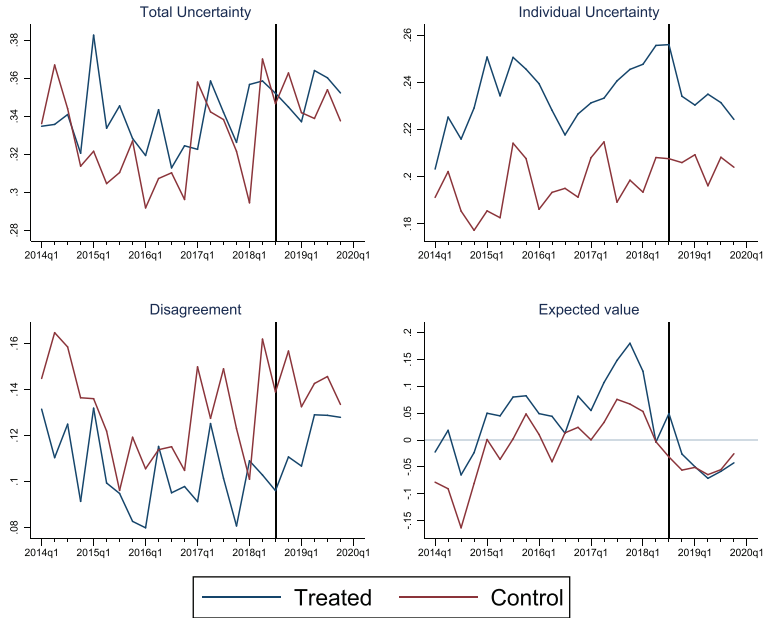 Total Uncertainty
.38
.36
.34
.32
.3
.28
2014q1 2015q1 2016q1 2017q1 2018q1 2019q1 2020q1
Individual Uncertainty
.26
.24
.22
.2
.18
2014q1 2015q1 2016q1 2017q1 2018q1 2019q1 2020q1
Disagreement
.16
.14
.12
.1
.08
2014q1 2015q1 2016q1 2017q1 2018q1 2019q1 2020q1
Expected value
.2
.15
.1
.05
0
-.05
-.1
-.15
2014q1 2015q1 2016q1 2017q1 2018q1 2019q1 2020q1
Treated Control